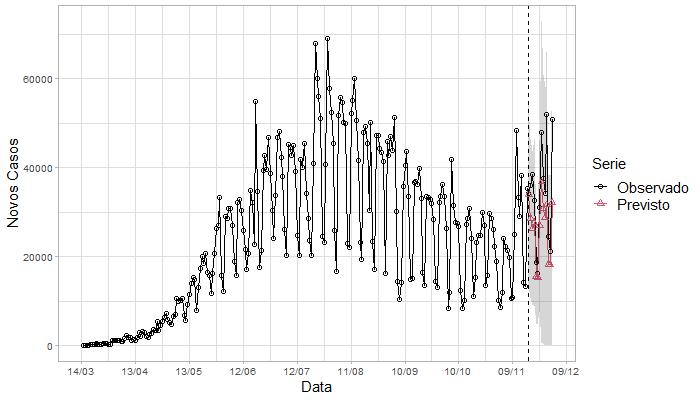 Novos Casos
60000
40000
20000
0
14/03 13/04 13/05 12/06 12/07 11/08 10/09 10/10 09/11 09/12
Data
Serie
Observado
Previsto